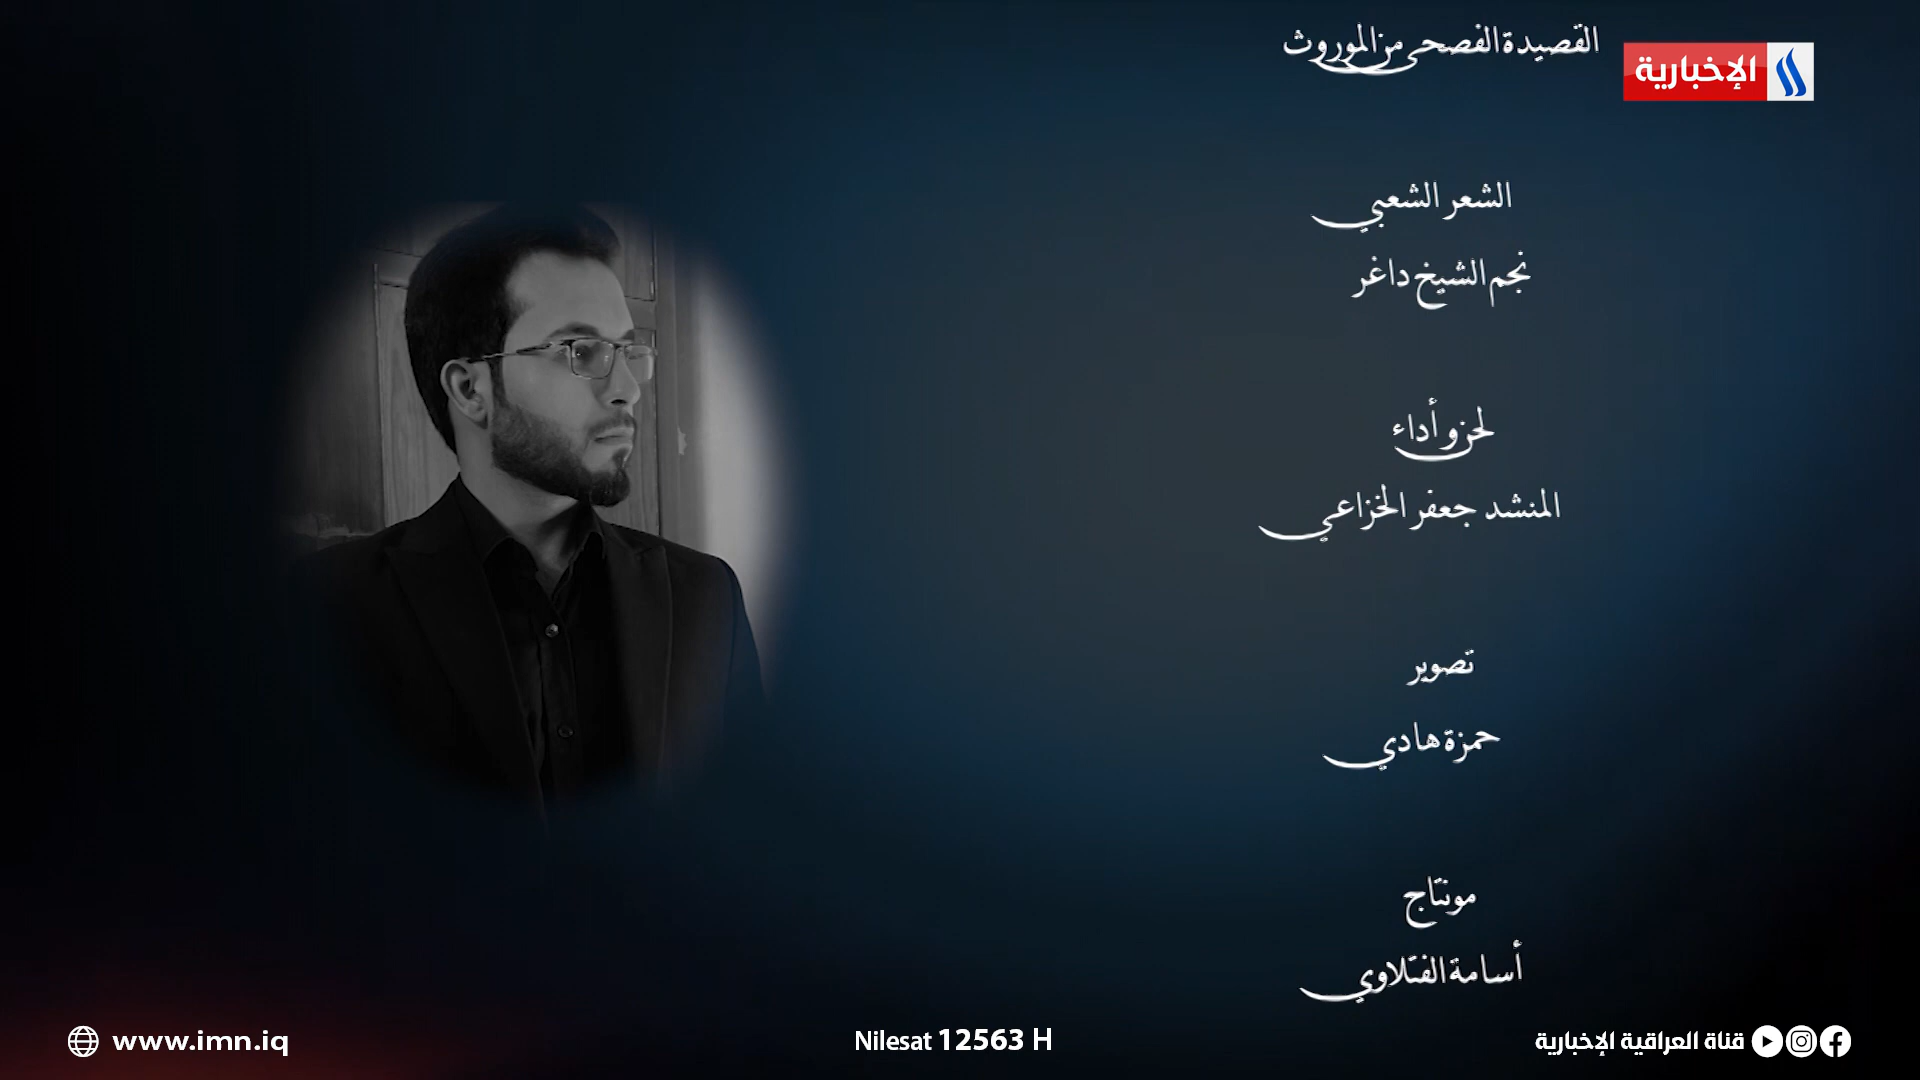 القصيدة الفصحى من الموروث
الإخبارية
الشعر الشعبي
نجم الشيخ داغر
لحن و أداء
المنشد جعفر الخزاعي
تصوير
حمزة هادي
مونتاج
أسامة الفتلاوي
www.imn.iq
Nilesat 12563 H
قناة العراقية الإخبارية